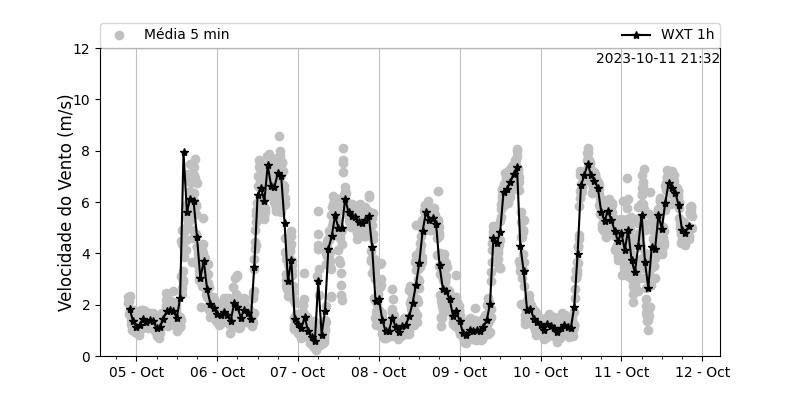 Média 5 min
WXT 1h
2023-10-11 21:32
Velocidade do Vento (m/s)
12
10
8
6
4
2
0
05 - Oct
06 - Oct
07 - Oct
08 - Oct
09 - Oct
10 - Oct
11 - Oct
12 - Oct